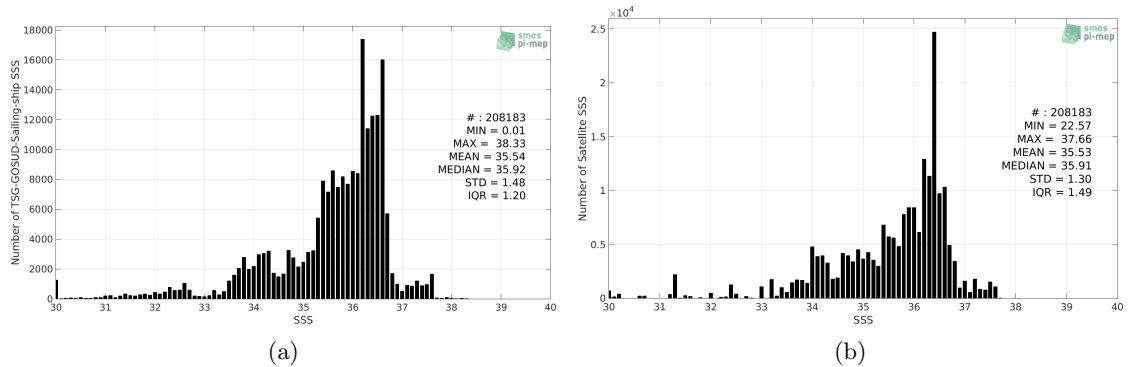 18000
16000
14000
12000
10000
8000
6000
4000
2000
0
Number of TSG-GOSUD-Sailing-ship SSS
30 31 32 33 34 35 36 37 38 39 40
SSS
smos
pi-mep
# : 208183
MIN = 0.01
MAX = 38.33
MEAN = 35.54
MEDIAN = 35.92
STD = 1.48
IQR = 1.20
(a)
×10⁴
2.5
2
1.5
1
0.5
0
Number of Satellite SSS
30 31 32 33 34 35 36 37 38 39 40
SSS
smos
pi-mep
# : 208183
MIN = 22.57
MAX = 37.66
MEAN = 35.53
MEDIAN = 35.91
STD = 1.30
IQR = 1.49
(b)